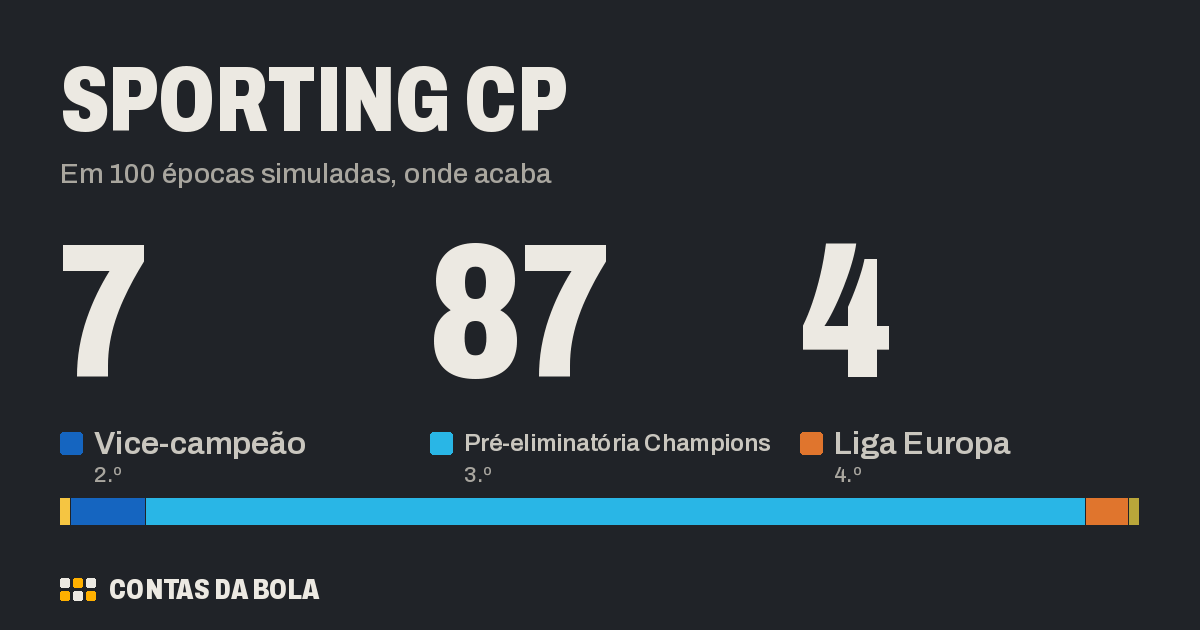 SPORTING CP
Em 100 épocas simuladas, onde acaba
7 87 4
Vice-campeão Pré-eliminatória Champions Liga Europa
2.º 3.º 4.º
CONTAS DA BOLA